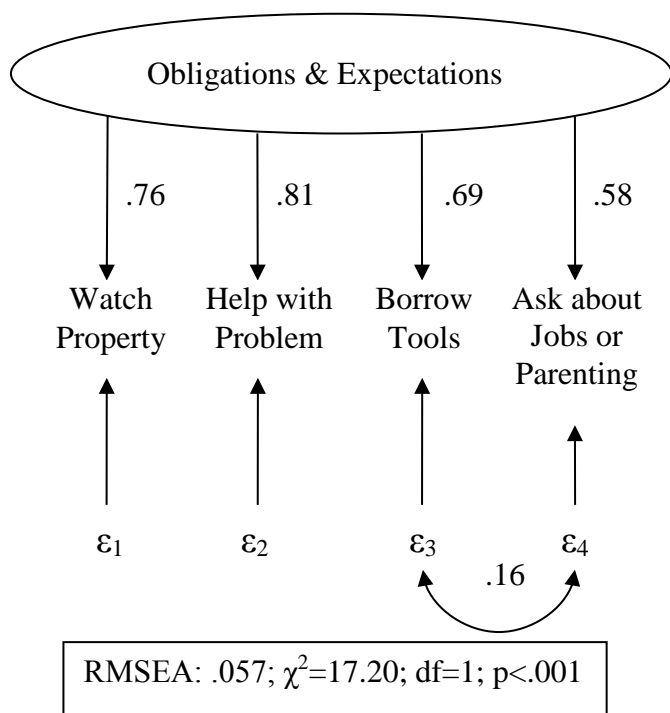 Obligations & Expectations
.76 .81 .69 .58
Watch Property
Help with Problem
Borrow Tools
Ask about Jobs or Parenting
ε1 ε2 ε3 ε4
.16
RMSEA: .057; χ2=17.20; df=1; p<.001